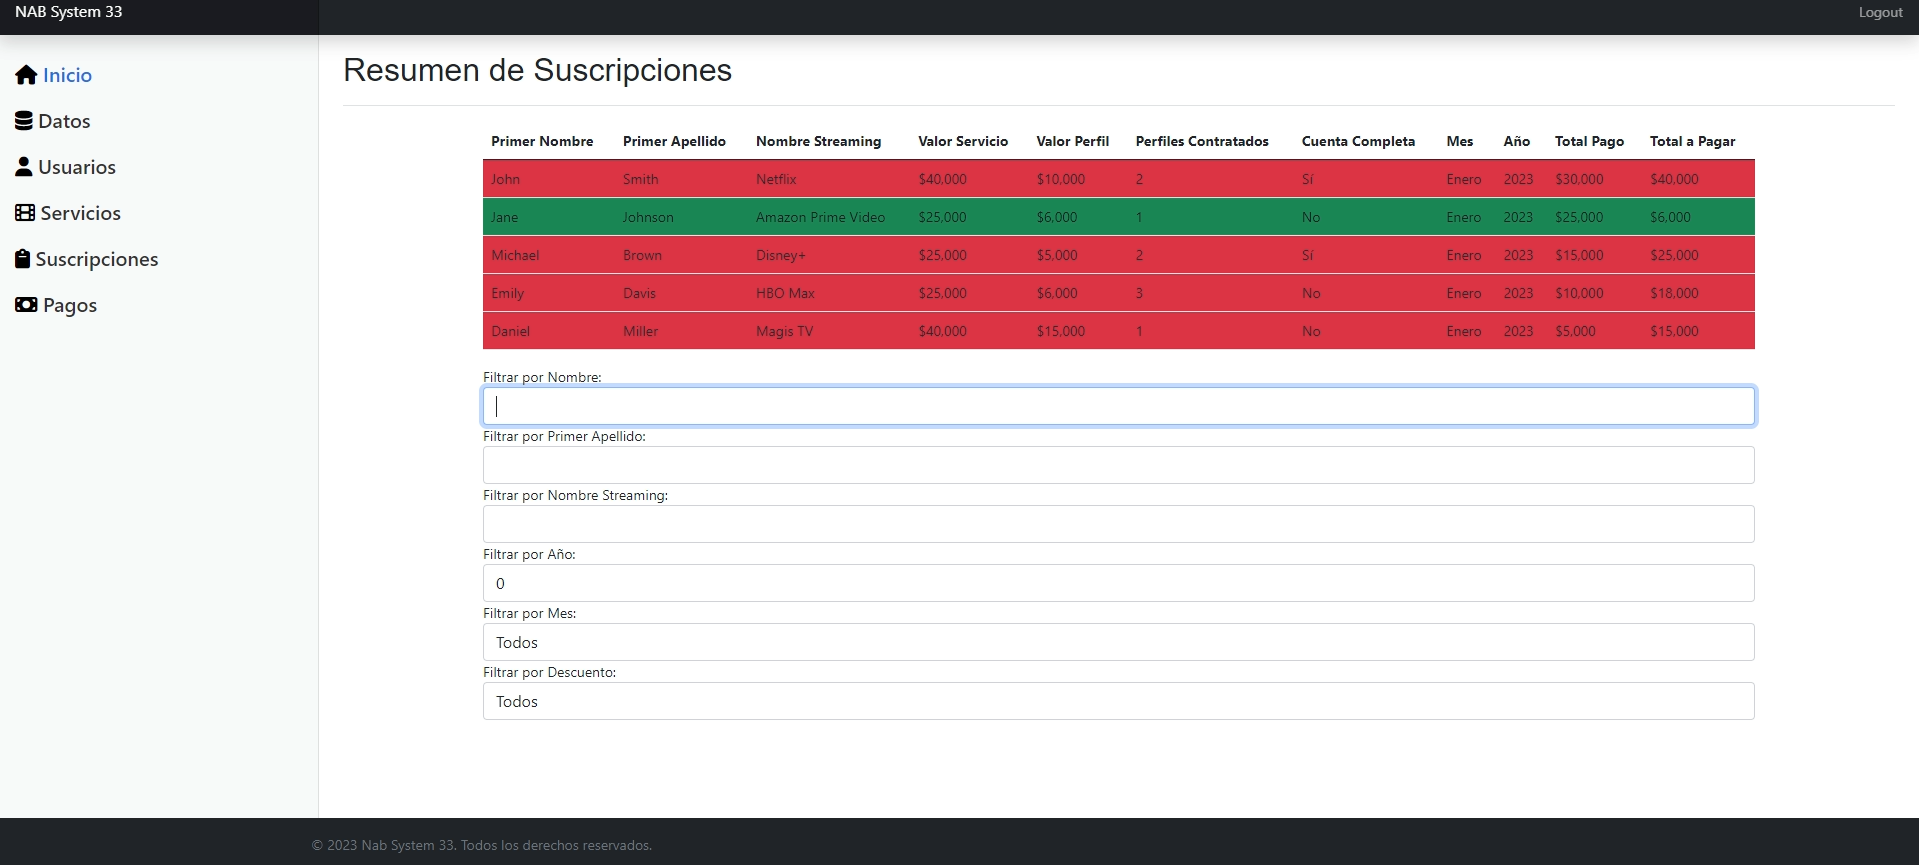 NAB System 33
Logout
Inicio
Datos
Usuarios
Servicios
Suscripciones
Pagos
Resumen de Suscripciones
Primer Nombre Primer Apellido Nombre Streaming Valor Servicio Valor Perfil Perfiles Contratados Cuenta Completa Mes Año Total Pago Total a Pagar
John Smith Netflix $40,000 $10,000 2 Sí Enero 2023 $30,000 $40,000
Jane Johnson Amazon Prime Video $25,000 $6,000 1 No Enero 2023 $25,000 $6,000
Michael Brown Disney+ $25,000 $5,000 2 Sí Enero 2023 $15,000 $25,000
Emily Davis HBO Max $25,000 $6,000 3 No Enero 2023 $10,000 $18,000
Daniel Miller Magis TV $40,000 $15,000 1 No Enero 2023 $5,000 $15,000
Filtrar por Nombre:
Filtrar por Primer Apellido:
Filtrar por Nombre Streaming:
Filtrar por Año:
0
Filtrar por Mes:
Todos
Filtrar por Descuento:
Todos
© 2023 Nab System 33. Todos los derechos reservados.